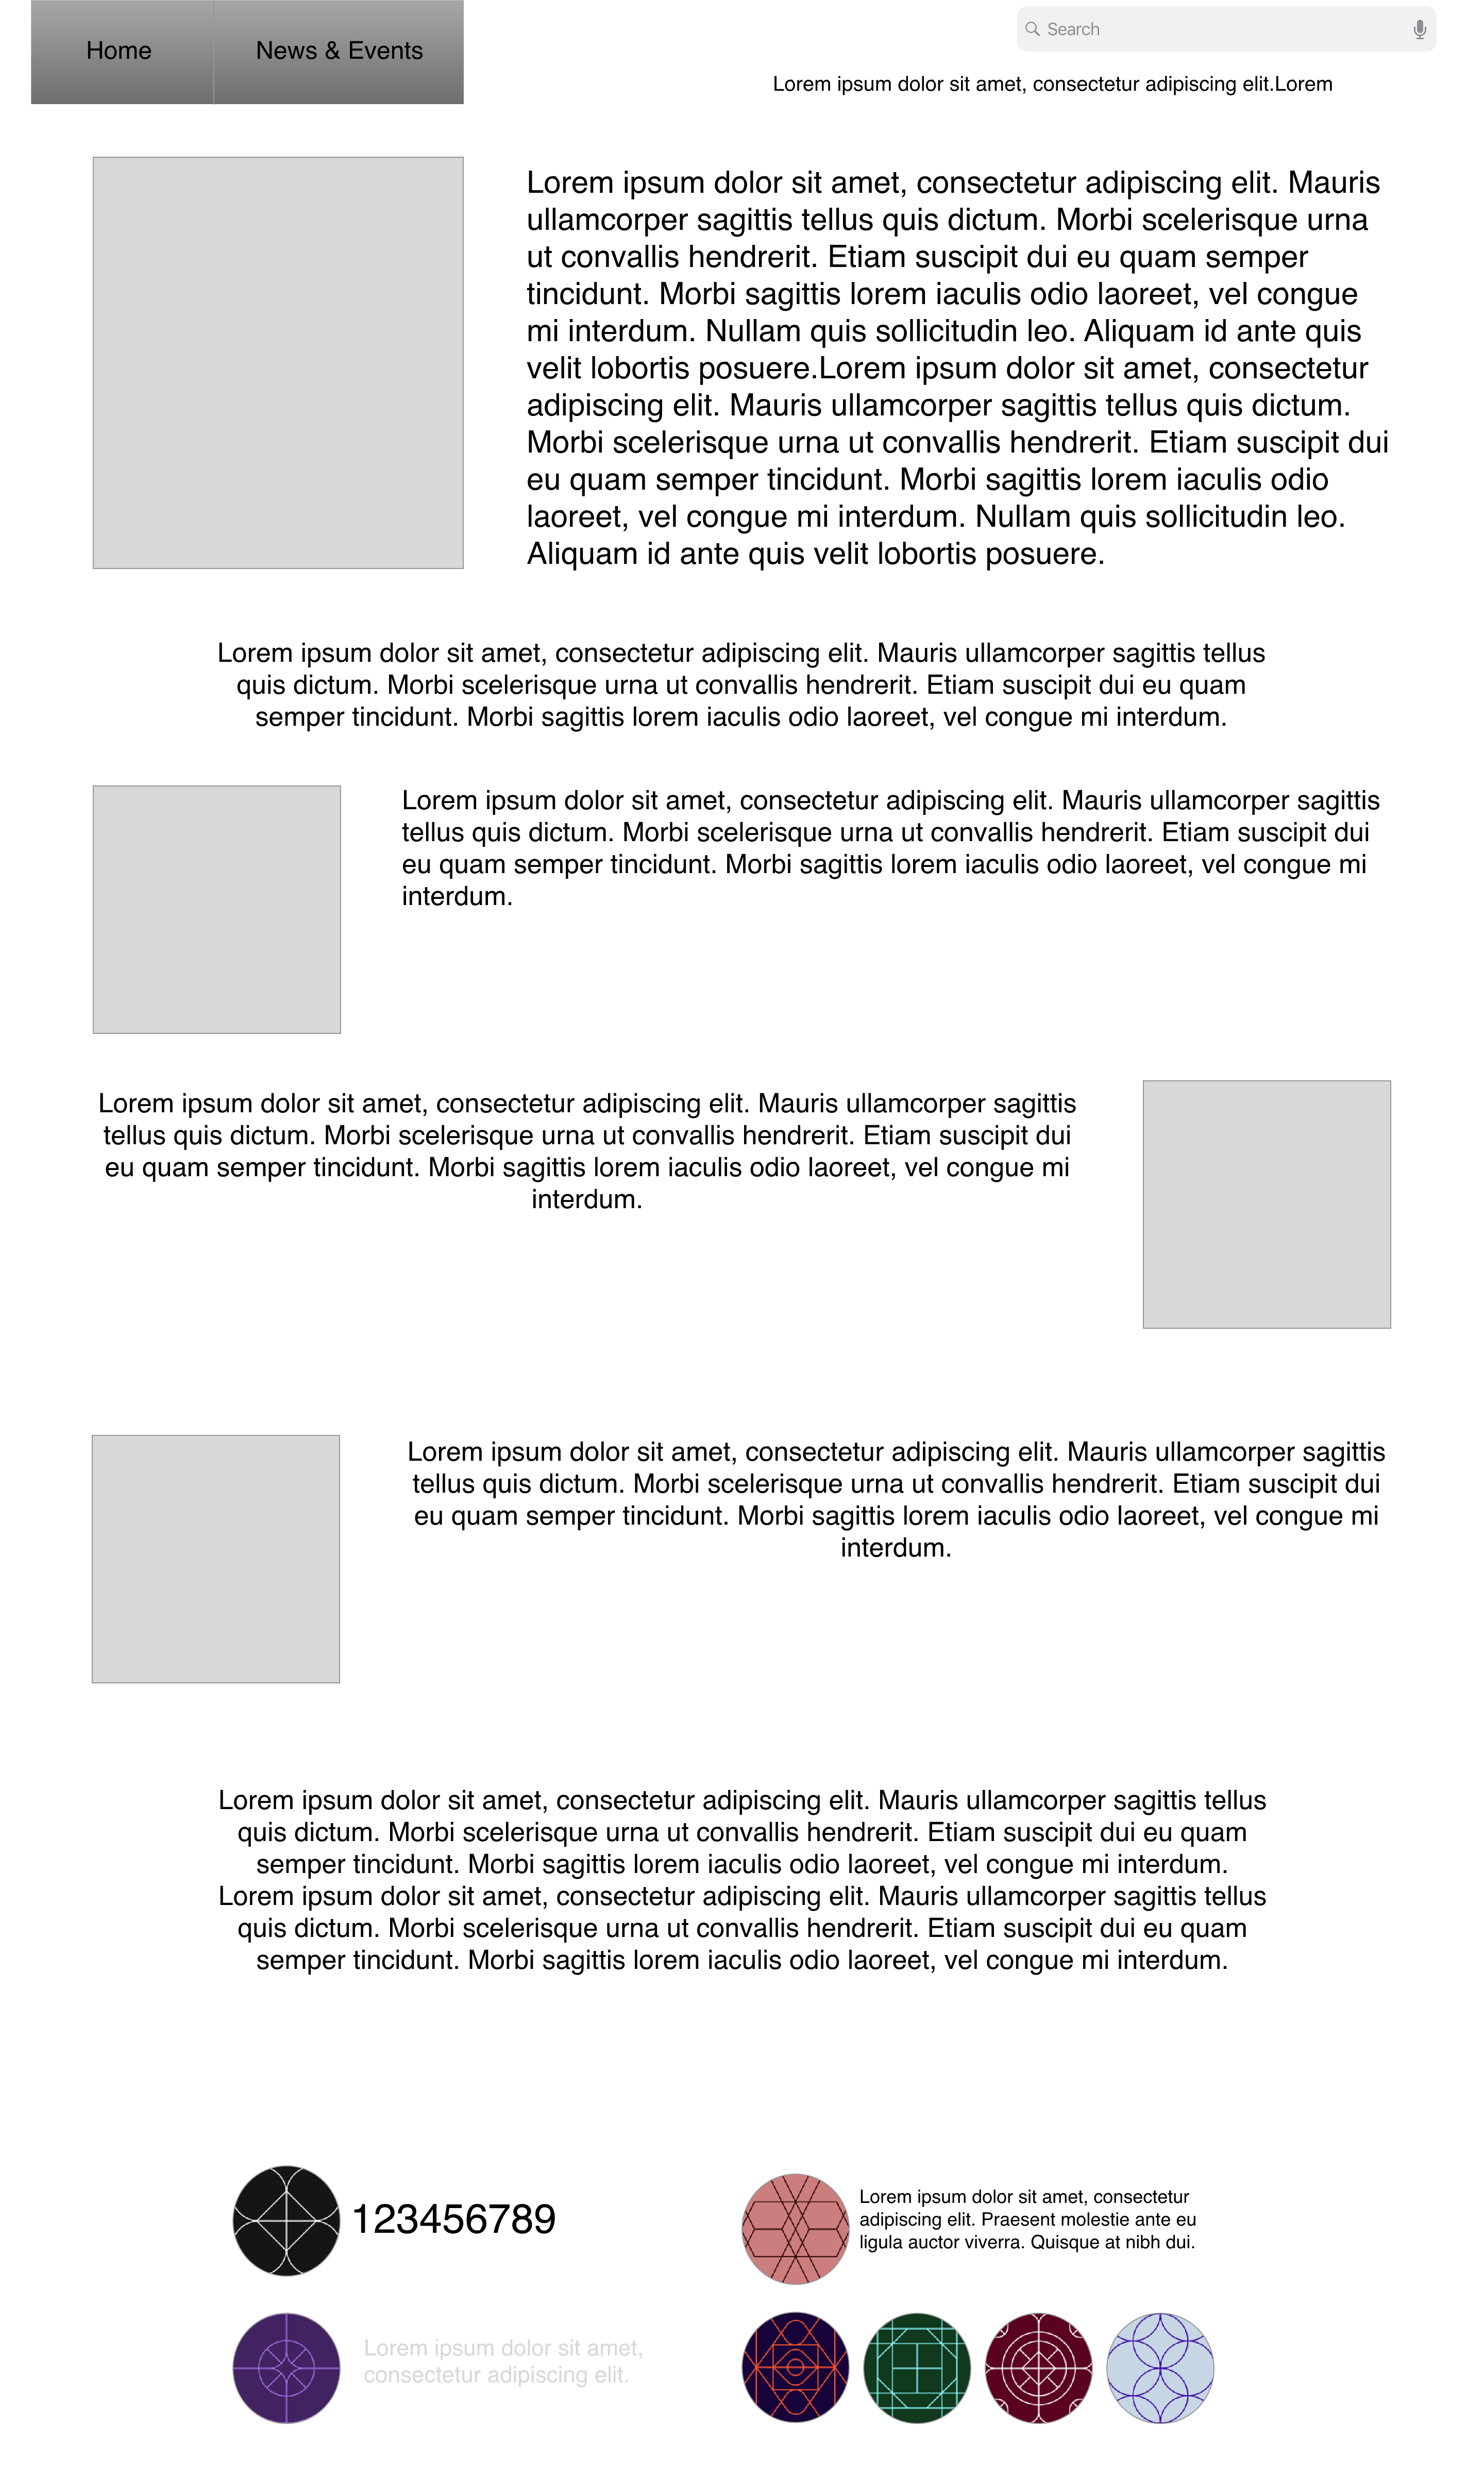 Home
News & Events
Search
Lorem ipsum dolor sit amet, consectetur adipiscing elit.Lorem
Lorem ipsum dolor sit amet, consectetur adipiscing elit. Mauris
ullamcorper sagittis tellus quis dictum. Morbi scelerisque urna
ut convallis hendrerit. Etiam suscipit dui eu quam semper
tincidunt. Morbi sagittis lorem iaculis odio laoreet, vel congue
mi interdum. Nullam quis sollicitudin leo. Aliquam id ante quis
velit lobortis posuere.Lorem ipsum dolor sit amet, consectetur
adipiscing elit. Mauris ullamcorper sagittis tellus quis dictum.
Morbi scelerisque urna ut convallis hendrerit. Etiam suscipit dui
eu quam semper tincidunt. Morbi sagittis lorem iaculis odio
laoreet, vel congue mi interdum. Nullam quis sollicitudin leo.
Aliquam id ante quis velit lobortis posuere.
Lorem ipsum dolor sit amet, consectetur adipiscing elit. Mauris ullamcorper sagittis tellus
quis dictum. Morbi scelerisque urna ut convallis hendrerit. Etiam suscipit dui eu quam
semper tincidunt. Morbi sagittis lorem iaculis odio laoreet, vel congue mi interdum.
Lorem ipsum dolor sit amet, consectetur adipiscing elit. Mauris ullamcorper sagittis
tellus quis dictum. Morbi scelerisque urna ut convallis hendrerit. Etiam suscipit dui
eu quam semper tincidunt. Morbi sagittis lorem iaculis odio laoreet, vel congue mi
interdum.
Lorem ipsum dolor sit amet, consectetur adipiscing elit. Mauris ullamcorper sagittis
tellus quis dictum. Morbi scelerisque urna ut convallis hendrerit. Etiam suscipit dui
eu quam semper tincidunt. Morbi sagittis lorem iaculis odio laoreet, vel congue mi
interdum.
Lorem ipsum dolor sit amet, consectetur adipiscing elit. Mauris ullamcorper sagittis
tellus quis dictum. Morbi scelerisque urna ut convallis hendrerit. Etiam suscipit dui
eu quam semper tincidunt. Morbi sagittis lorem iaculis odio laoreet, vel congue mi
interdum.
Lorem ipsum dolor sit amet, consectetur adipiscing elit. Mauris ullamcorper sagittis tellus
quis dictum. Morbi scelerisque urna ut convallis hendrerit. Etiam suscipit dui eu quam
semper tincidunt. Morbi sagittis lorem iaculis odio laoreet, vel congue mi interdum.
Lorem ipsum dolor sit amet, consectetur adipiscing elit. Mauris ullamcorper sagittis tellus
quis dictum. Morbi scelerisque urna ut convallis hendrerit. Etiam suscipit dui eu quam
semper tincidunt. Morbi sagittis lorem iaculis odio laoreet, vel congue mi interdum.
123456789
Lorem ipsum dolor sit amet, consectetur
adipiscing elit. Praesent molestie ante eu
ligula auctor viverra. Quisque at nibh dui.
Lorem ipsum dolor sit amet,
consectetur adipiscing elit.